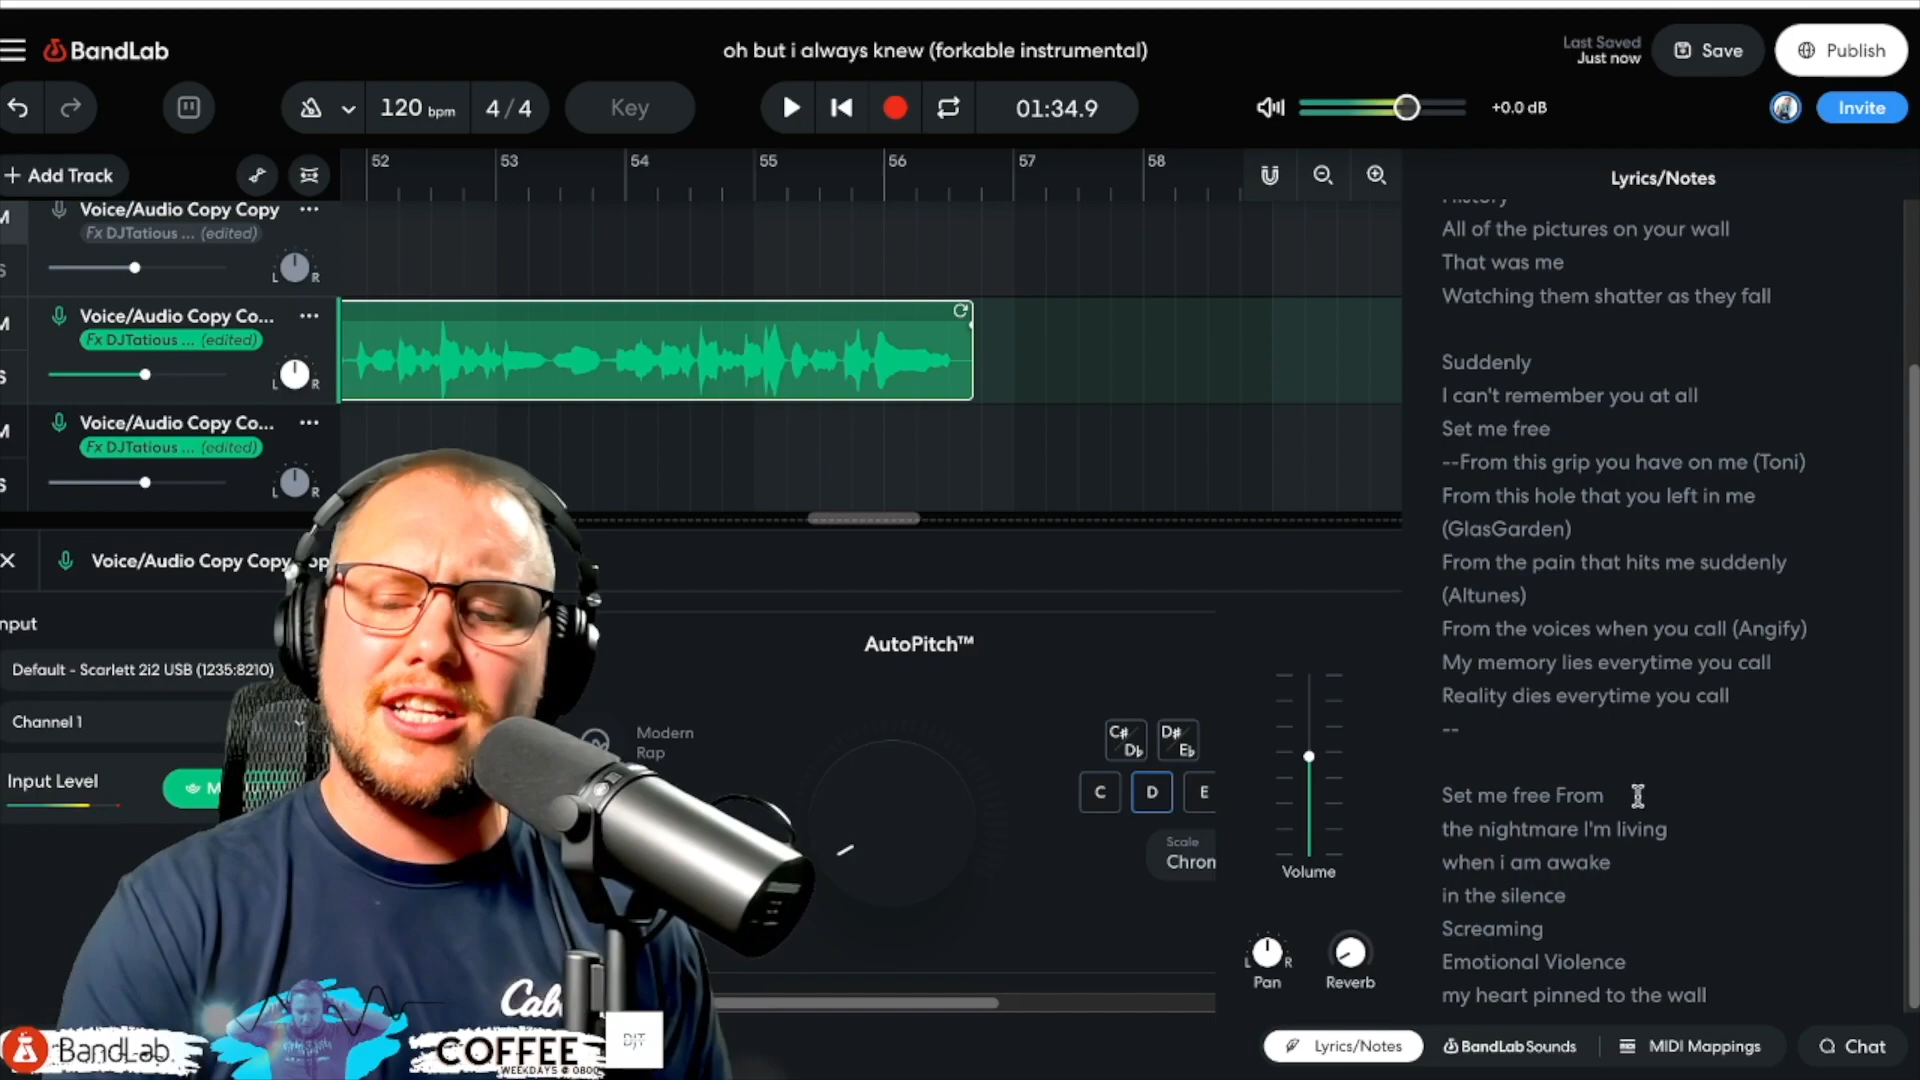 BandLab
oh but i always knew (forkable instrumental)
Last Saved
Just now
Save
Publish
120 bpm
4 / 4
Key
01:34.9
+0.0 dB
Invite
+ Add Track
52
53
54
55
56
57
58
Lyrics/Notes
M
Voice/Audio Copy Copy
Fx DJTatious ... (edited)
S
L R
M
Voice/Audio Copy Co...
Fx DJTatious ... (edited)
S
L R
M
Voice/Audio Copy Co...
Fx DJTatious ... (edited)
S
L R
History
All of the pictures on your wall
That was me
Watching them shatter as they fall
Suddenly
I can't remember you at all
Set me free
--From this grip you have on me (Toni)
From this hole that you left in me
(GlasGarden)
From the pain that hits me suddenly
(Altunes)
From the voices when you call (Angify)
My memory lies everytime you call
Reality dies everytime you call
--
Set me free From
the nightmare I'm living
when i am awake
in the silence
Screaming
Emotional Violence
my heart pinned to the wall
Voice/Audio Copy Copy
nput
Default - Scarlett 2i2 USB (1235:8210)
Channel 1
Input Level
M
AutoPitch™
Modern
Rap
C#
Db
D#
Eb
C
D
E
Scale
Chron
Volume
L R
Pan
Reverb
Cab
BandLab
COFFEE
WEEKDAYS @ 0800
DJT
Lyrics/Notes
BandLab Sounds
MIDI Mappings
Chat